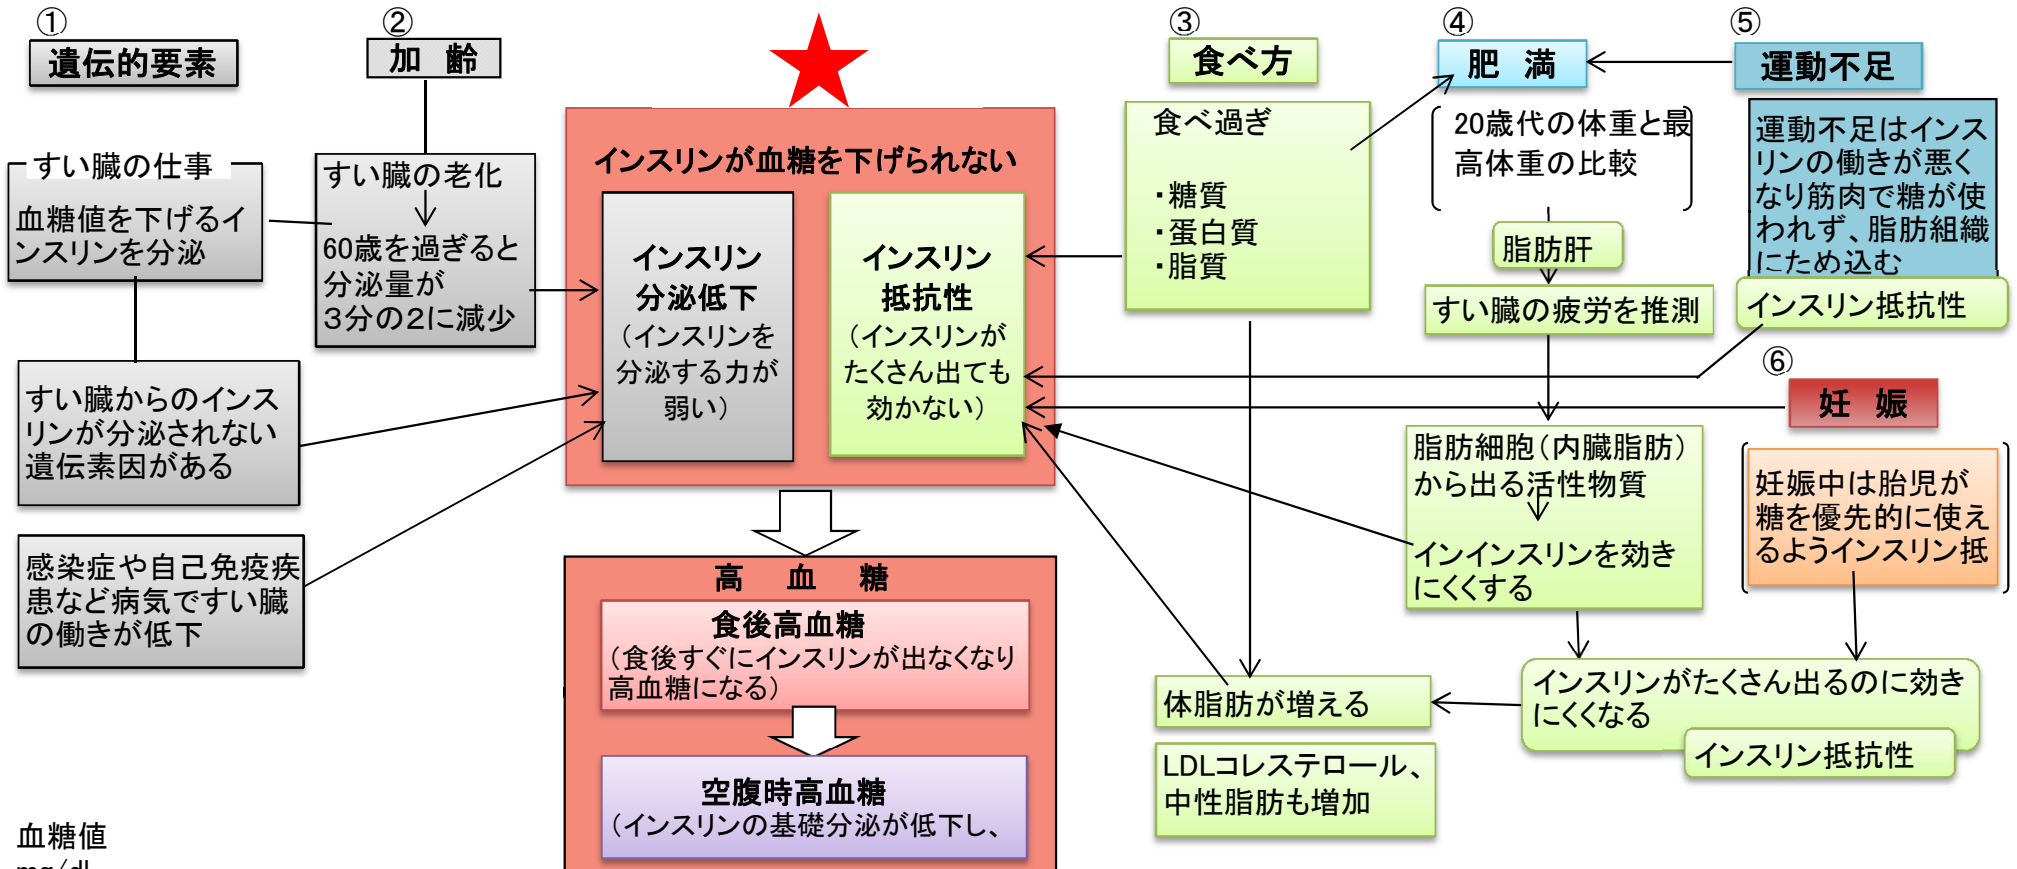 ①
遺伝的要素
すい臓の仕事
血糖値を下げるイ
ンスリンを分泌
すい臓からのインス
リンが分泌されない
遺伝素因がある
感染症や自己免疫疾
患など病気ですい臓
の働きが低下
②
加 齢
すい臓の老化
60歳を過ぎると
分泌量が
3分の2に減少
インスリンが血糖を下げられない
インスリン
分泌低下
（インスリンを
分泌する力が
弱い）
インスリン
抵抗性
（インスリンが
たくさん出ても
効かない）
高 血 糖
食後高血糖
（食後すぐにインスリンが出なくなり
高血糖になる）
空腹時高血糖
（インスリンの基礎分泌が低下し、
③
食べ方
食べ過ぎ
・糖質
・蛋白質
・脂質
④
肥 満
20歳代の体重と最
高体重の比較
脂肪肝
すい臓の疲労を推測
脂肪細胞（内臓脂肪）
から出る活性物質
インインスリンを効き
にくくする
⑤
運動不足
運動不足はインス
リンの働きが悪く
なり筋肉で糖が使
われず、脂肪組織
にため込む
インスリン抵抗性
⑥
妊 娠
妊娠中は胎児が
糖を優先的に使え
るようインスリン抵
インスリンがたくさん出るのに効き
にくくなる
インスリン抵抗性
体脂肪が増える
LDLコレステロール、
中性脂肪も増加
血糖値
mg/dl